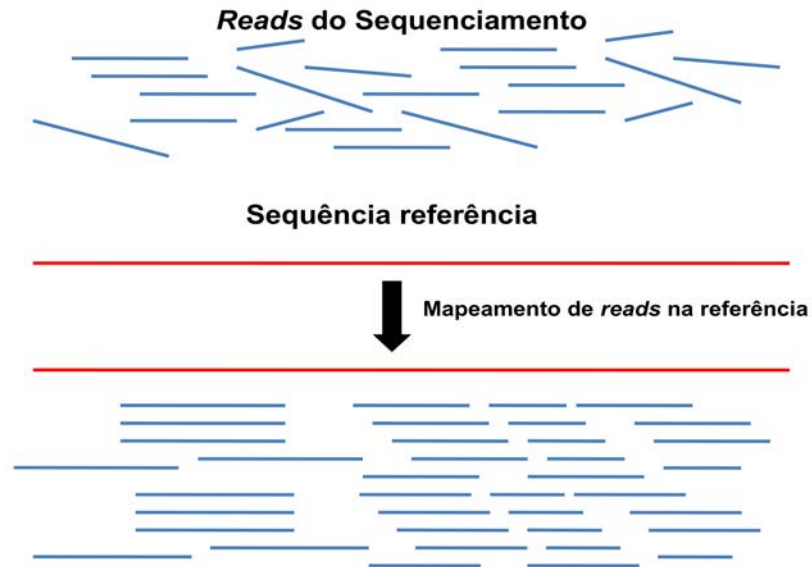 Reads do Sequenciamento
Sequência referência
Mapeamento de reads na referência